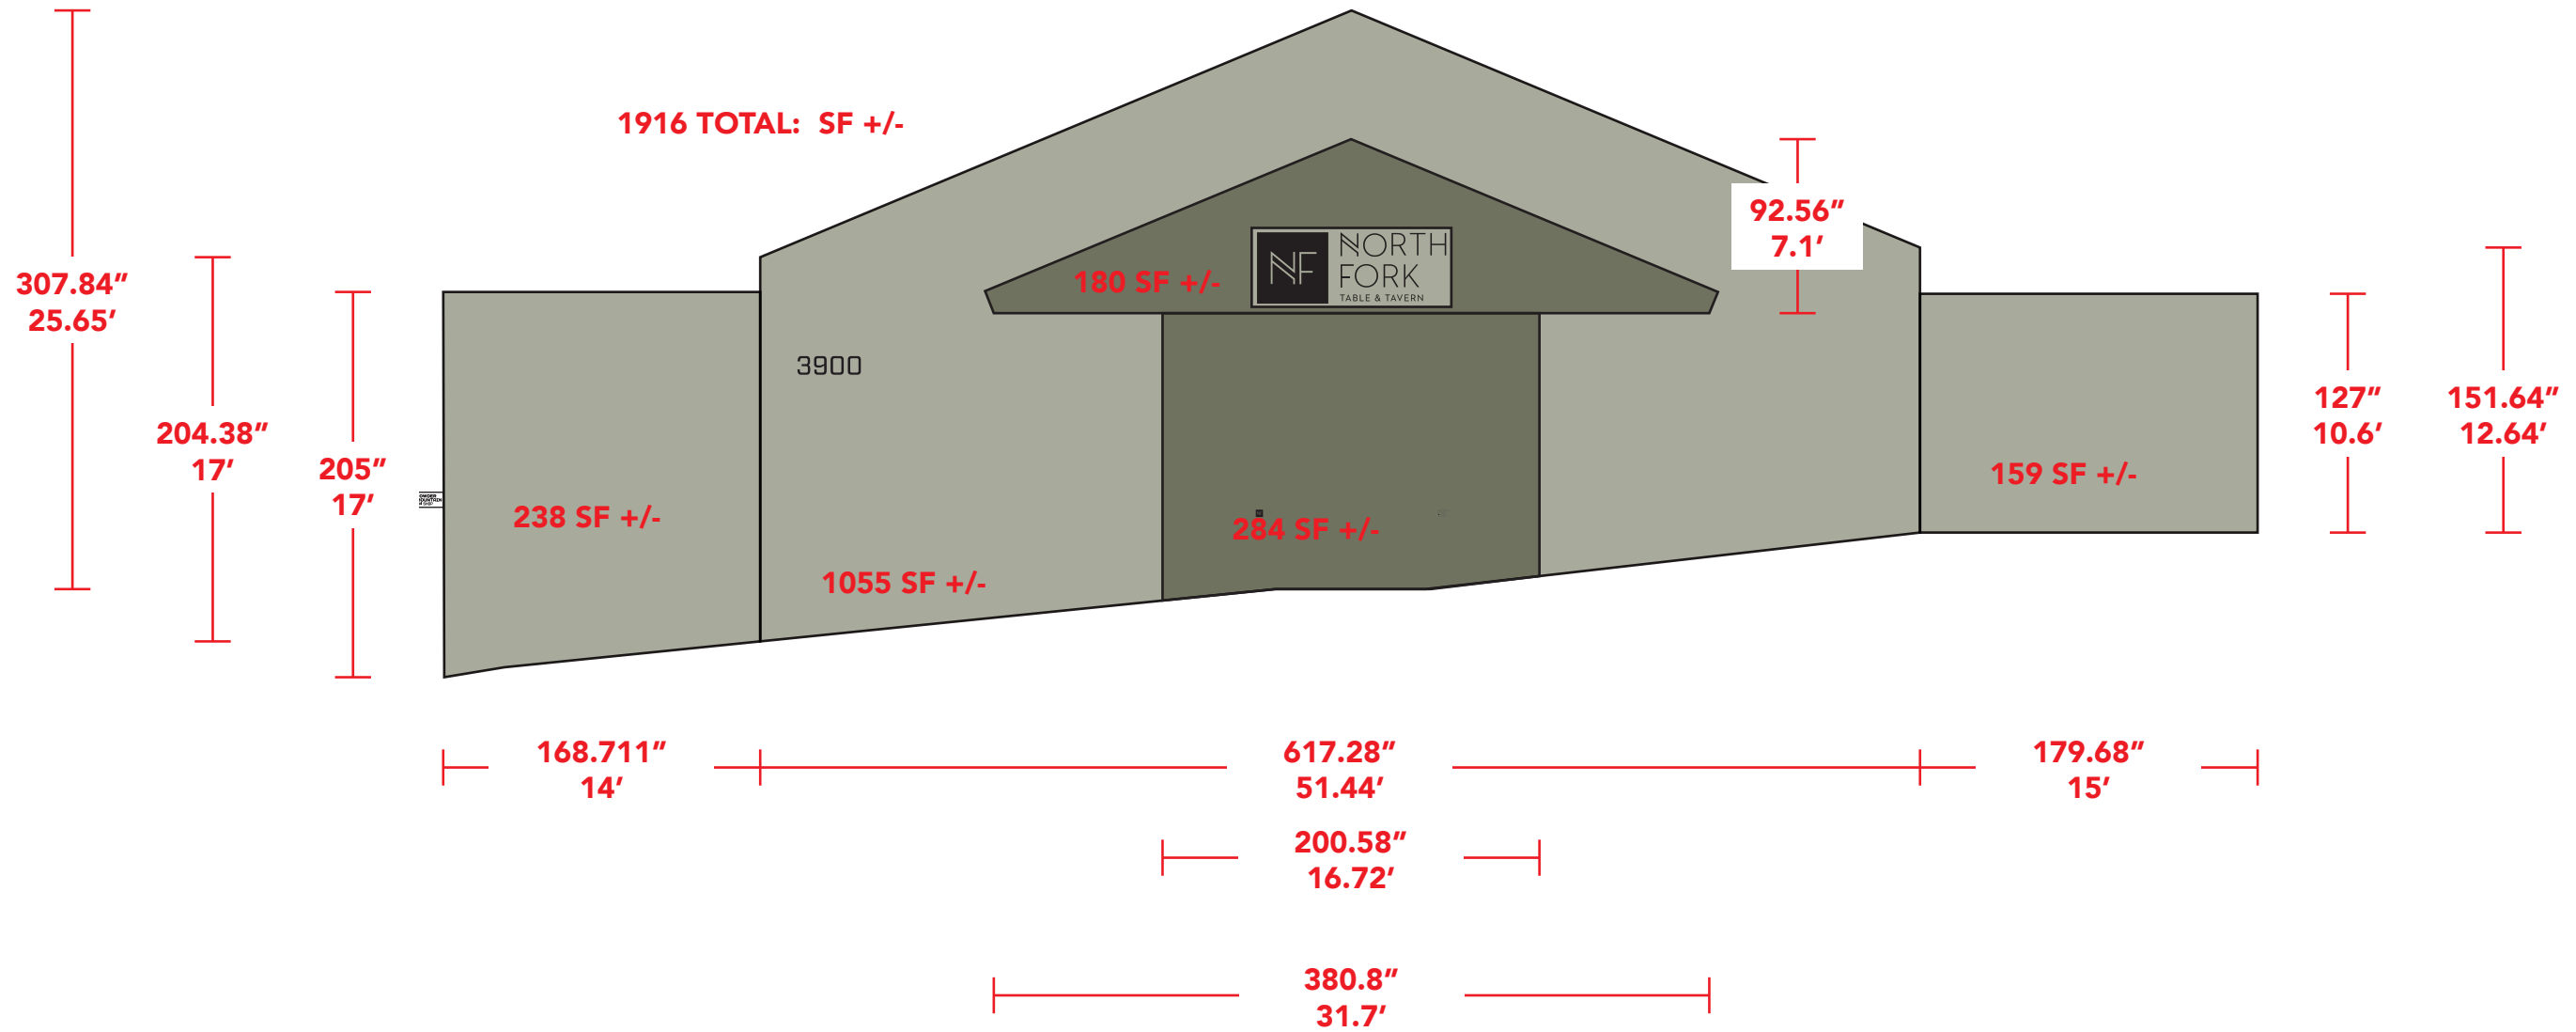 1916 TOTAL: SF +/-
307.84”
25.65’
204.38”
17’
205”
17’
92.56”
7.1’
NF
NORTH
FORK
TABLE & TAVERN
180 SF +/-
3900
127”
10.6’
151.64”
12.64’
159 SF +/-
238 SF +/-
284 SF +/-
1055 SF +/-
168.711”
14’
617.28”
51.44’
179.68”
15’
200.58”
16.72’
380.8”
31.7’